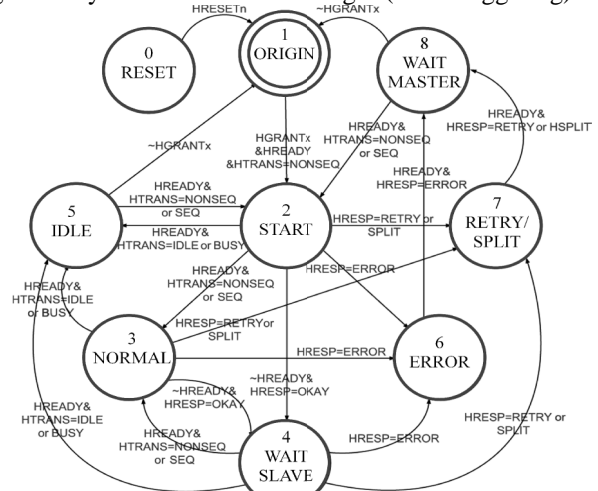 HRESETn
~HGRANTx
0
RESET
1
ORIGIN
8
WAIT
MASTER
~HGRANTx
HGRANTx
&HREADY
&HTRANS=NONSEQ
HREADY&
HTRANS=NONSEQ
or SEQ
HREADY&
HRESP=RETRY or HSPLIT
HREADY&
HRESP=ERROR
5
IDLE
HREADY&
HTRANS=NONSEQ
or SEQ
HREADY&
HTRANS=IDLE or BUSY
2
START
HRESP=RETRY or
SPLIT
7
RETRY/
SPLIT
HREADY&
HTRANS=NONSEQ
or SEQ
HRESP=ERROR
HREADY&
HTRANS=IDLE
or BUSY
3
NORMAL
HRESP=RETRYor
SPLIT
HRESP=ERROR
6
ERROR
~HREADY&
HRESP=OKAY
~HREADY&
HRESP=OKAY
HREADY&
HTRANS=IDLE
or BUSY
HREADY&
HTRANS=NONSEQ
or SEQ
4
WAIT
SLAVE
HRESP=ERROR
HRESP=RETRY or
SPLIT